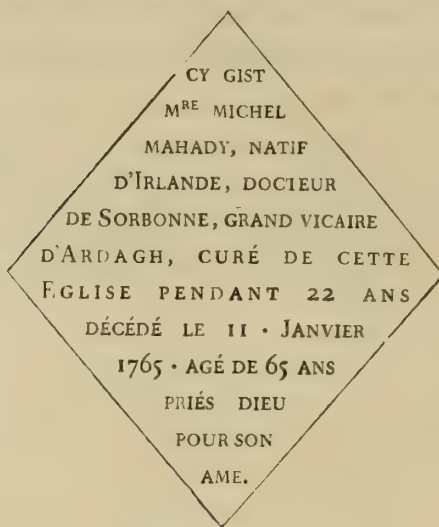 CY GIST
MRE MICHEL
MAHADY, NATIF
D'IRLANDE, DOCTEUR
DE SORBONNE, GRAND VICAIRE
D'ARDAGH, CURÉ DE CETTE
EGLISE PENDANT 22 ANS
DÉCÉDÉ LE 11 · JANVIER
1765 · AGÉ DE 65 ANS
PRIÉS DIEU
POUR SON
AME.